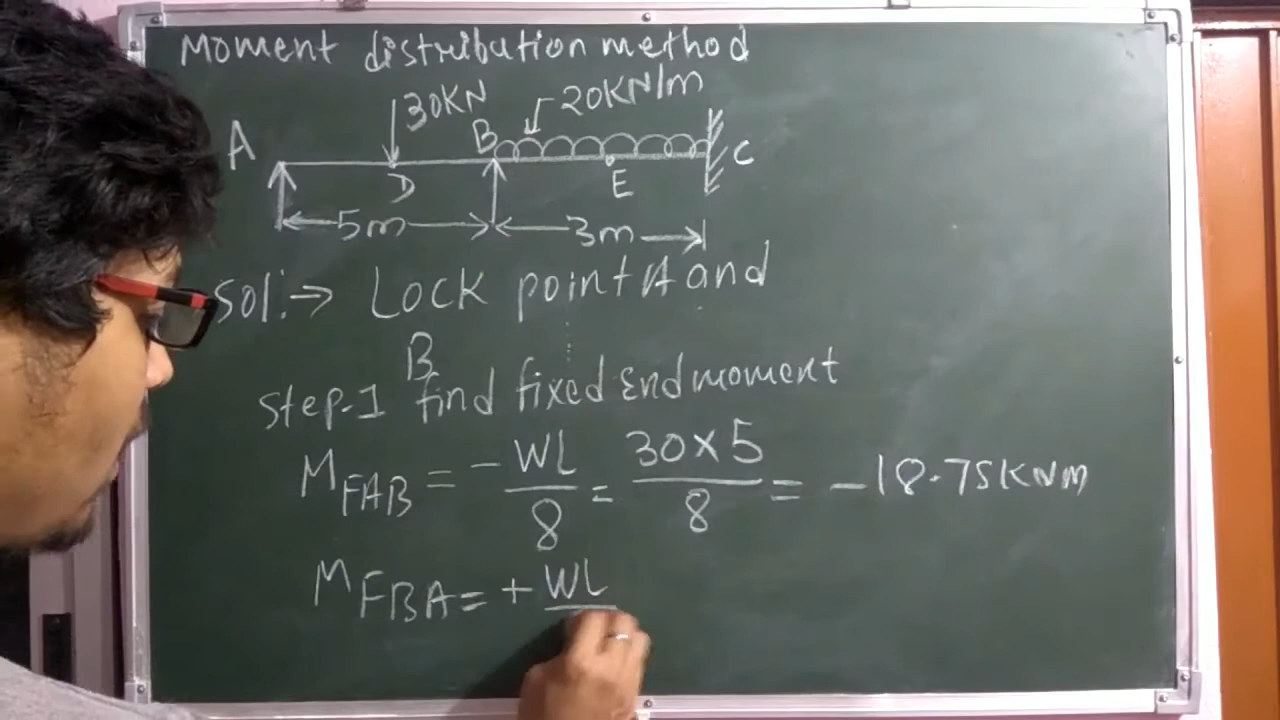 Moment distribution method
30KN 20KN/m
A B C
D E
5m 3m
Sol:→ Lock point A and
B
Step-1 find fixed End moment
MFAB = - WL/8 = 30×5/8 = -18.75KNM
MFBA = + WL